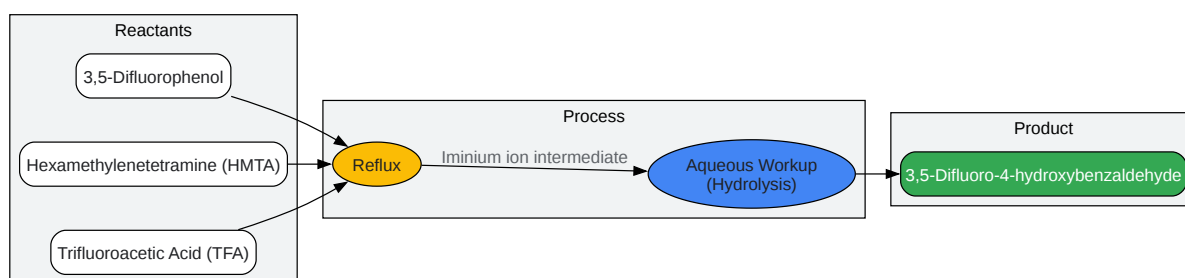 Reactants
3,5-Difluorophenol
Hexamethylenetetramine (HMTA)
Trifluoroacetic Acid (TFA)
Process
Reflux
Iminium ion intermediate
Aqueous Workup
(Hydrolysis)
Product
3,5-Difluoro-4-hydroxybenzaldehyde